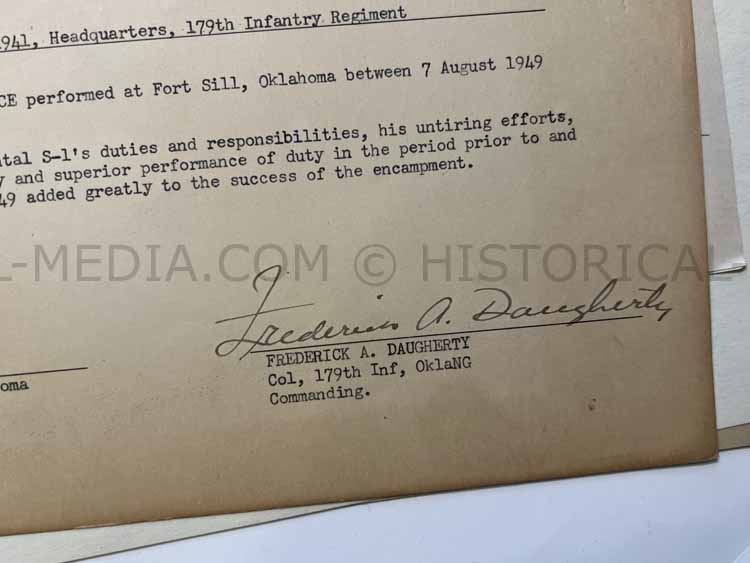 1941, Headquarters, 179th Infantry Regiment
CE performed at Fort Sill, Oklahoma between 7 August 1949
ntal S-1's duties and responsibilities, his untiring efforts,
y and superior performance of duty in the period prior to and
49 added greatly to the success of the encampment.
L-MEDIA.COM © HISTORICAL
Frederick A. Daugherty
FREDERICK A. DAUGHERTY
Col, 179th Inf, OklaNG
Commanding.
oma